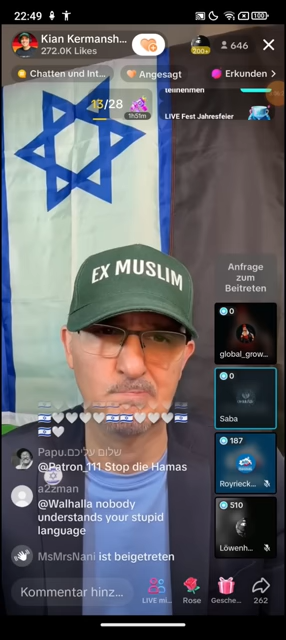 22:49
100
Kian Kermansh...
272.0K Likes
200+
646
Chatten und Int...
Angesagt
Erkunden
13/28
1h51m
teilnehmen
LIVE Fest Jahresfeier
EX MUSLIM
Anfrage
zum
Beitreten
0
global_grow...
0
Saba
187
Royrieck...
510
Löwenh...
Papu.שלום עליכם
@Patron_111 Stop die Hamas
a2zman
@Walhalla nobody
understands your stupid
language
MsMrsNani ist beigetreten
Kommentar hinz...
LIVE mi...
Rose
Gesche...
262